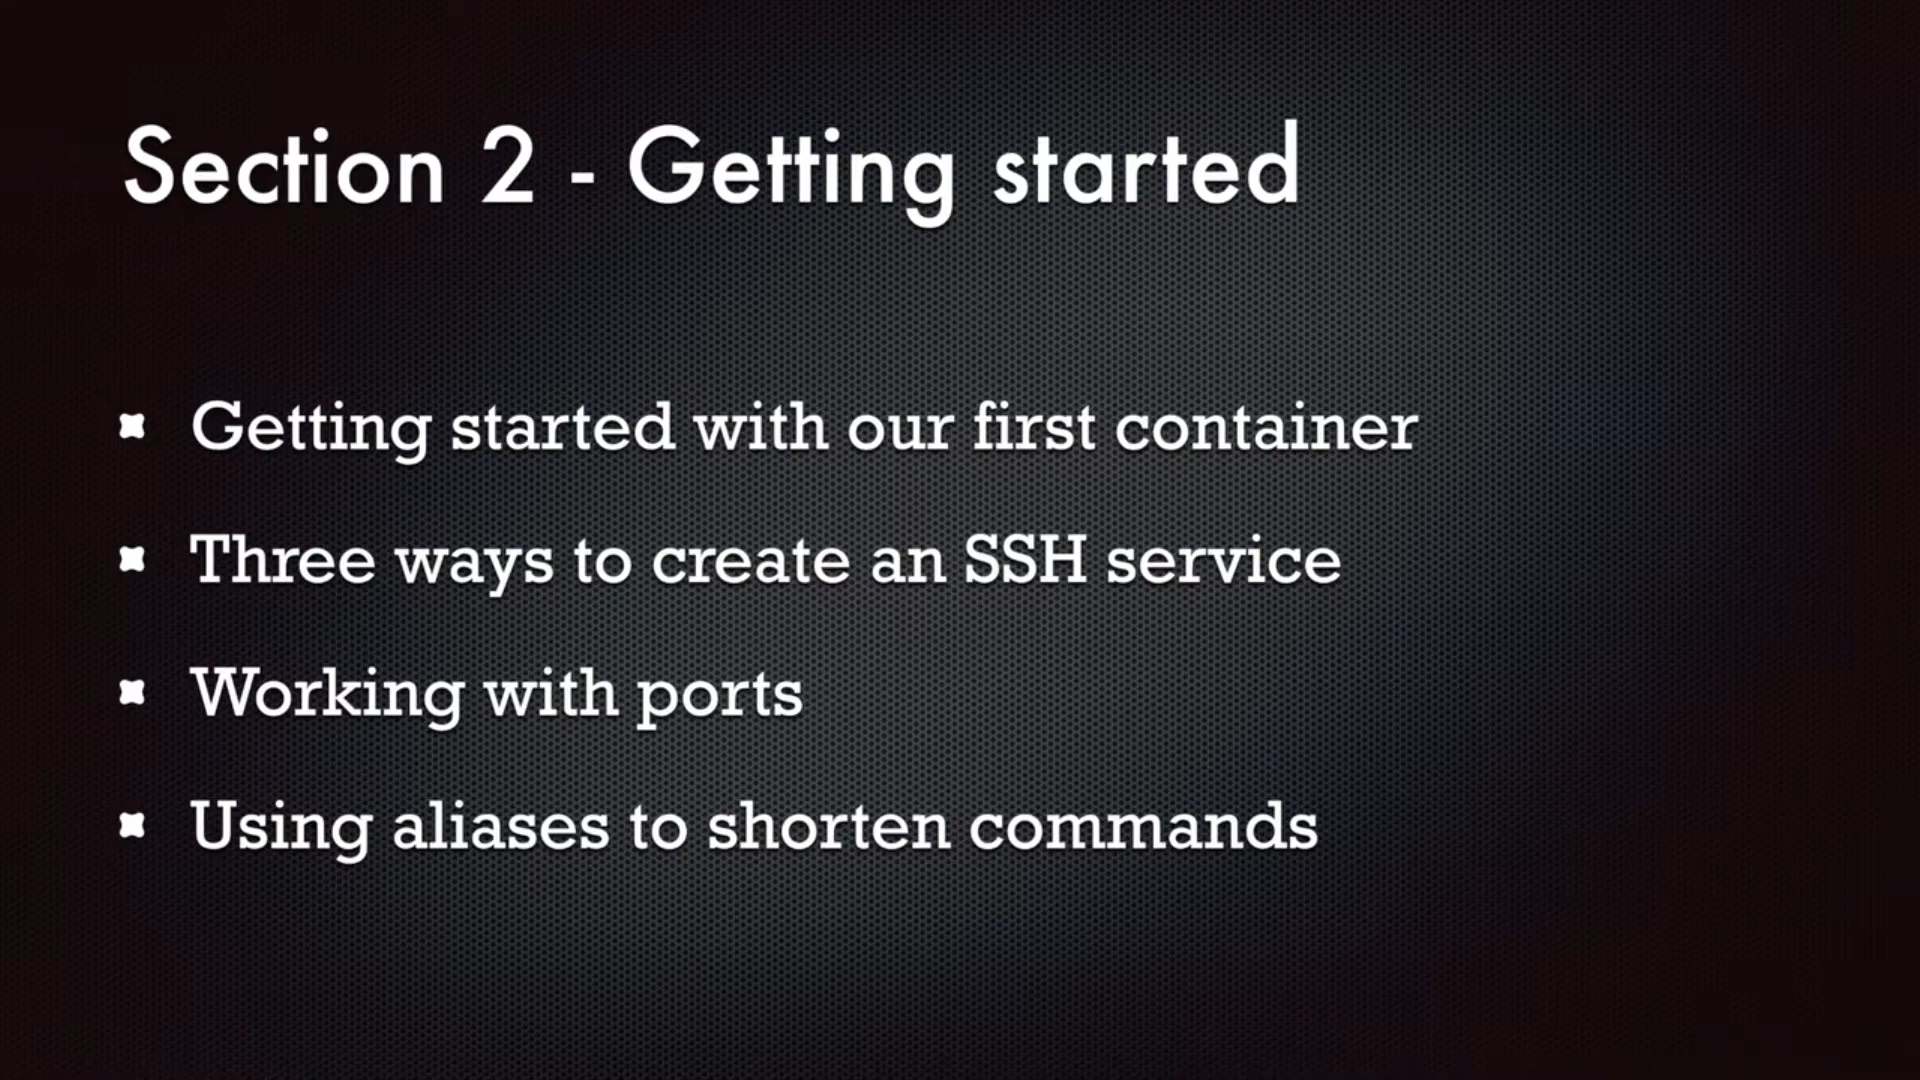 Section 2 - Getting started
Getting started with our first container
Three ways to create an SSH service
Working with ports
Using aliases to shorten commands